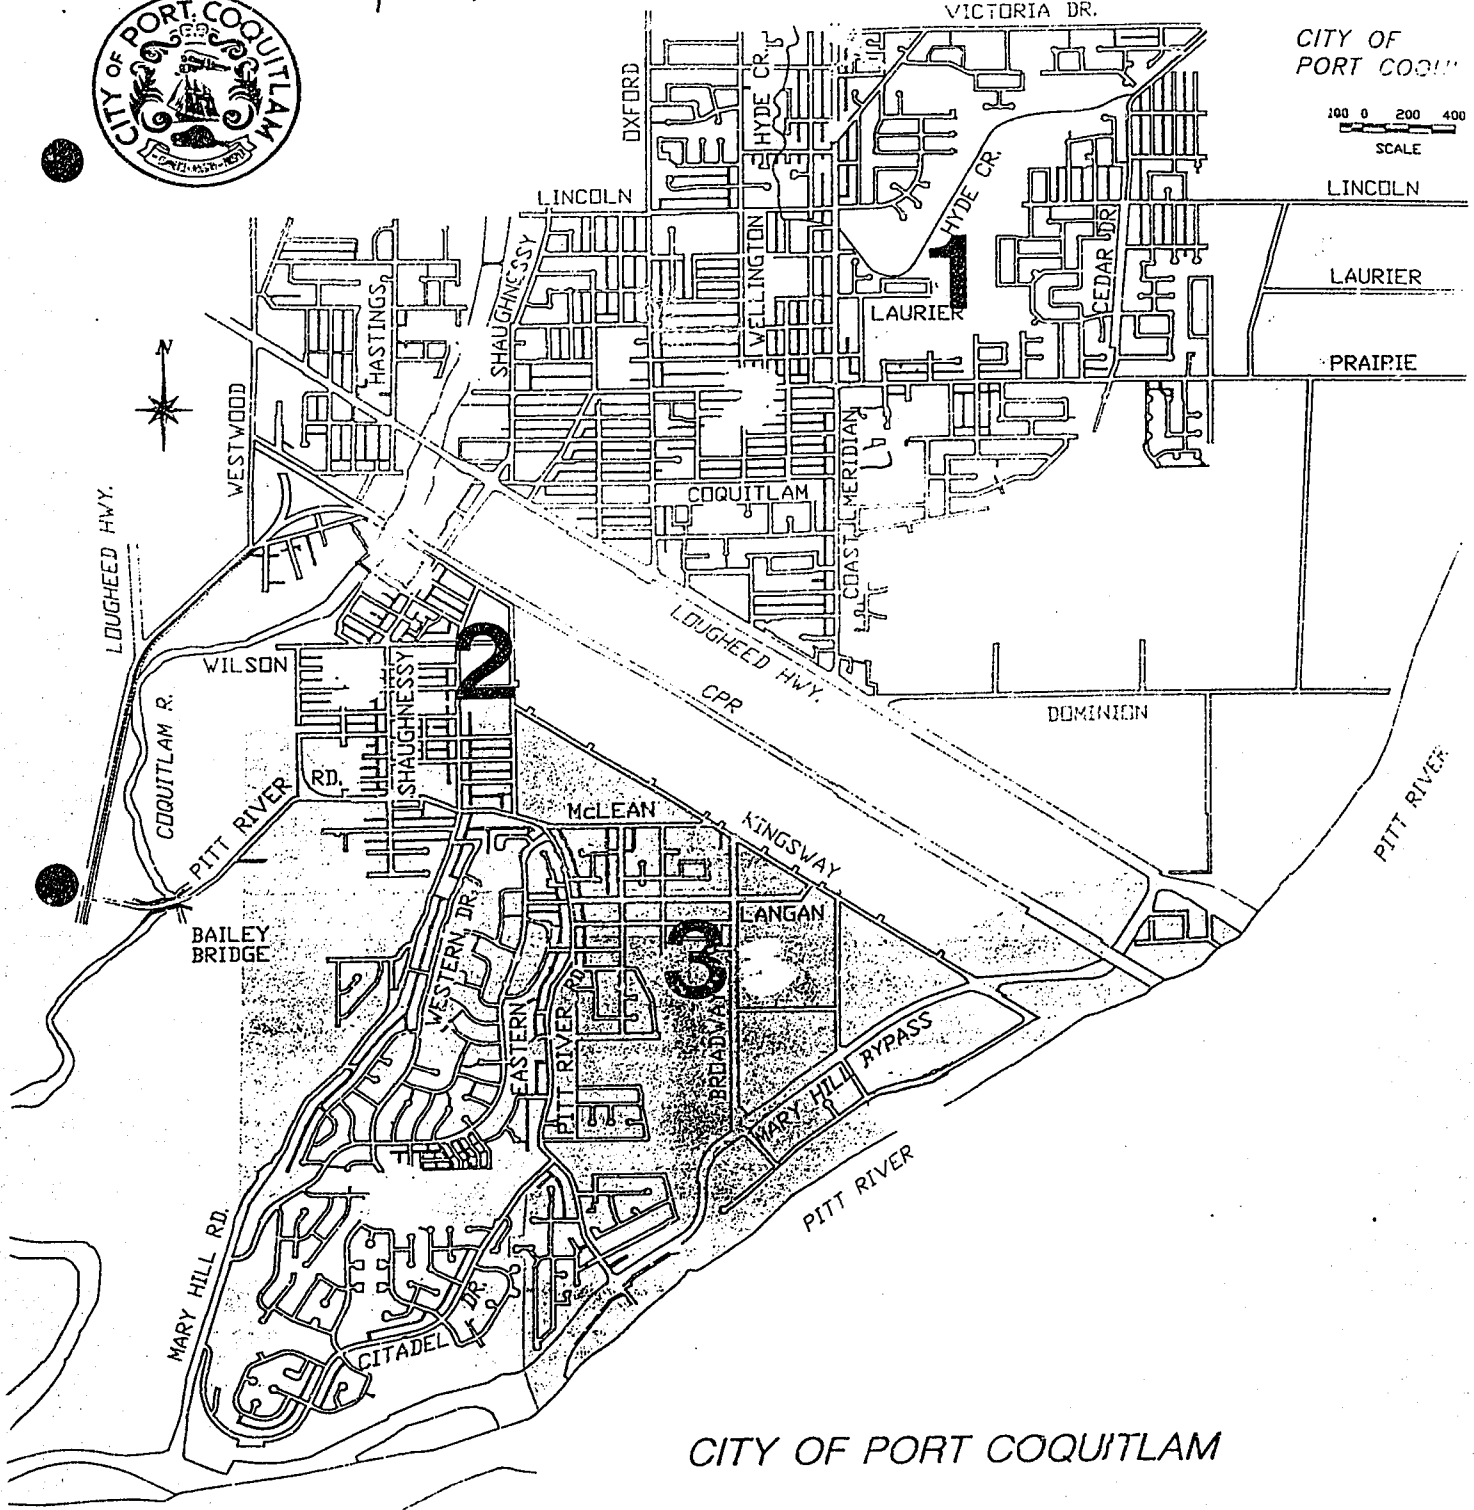 CITY OF PORT COQUITLAM
VICTORIA DR.
CITY OF
PORT
100 0 200 400
SCALE
OXFORD
HYDE CR.
HYDE CR.
LINCOLN
LINCOLN
SHAUGHNESSY
WELLINGTON
CEDAR DR
1
LAURIER
LAURIER
HASTINGS
N
PRAIRIE
WESTWOOD
COAST MERIDIAN
COQUITLAM
LOUGHEED HWY.
LOUGHEED HWY.
CPR
WILSON
2
SHAUGHNESSY
DOMINION
COQUITLAM R.
PITT RIVER RD.
PITT RIVER
McLEAN
KINGSWAY
LANGAN
BAILEY
BRIDGE
WESTERN DR.
3
EASTERN
PITT RIVER RD
BROADWAY
MARY HILL BYPASS
PITT RIVER
MARY HILL RD.
CITADEL DR.
CITY OF PORT COQUITLAM